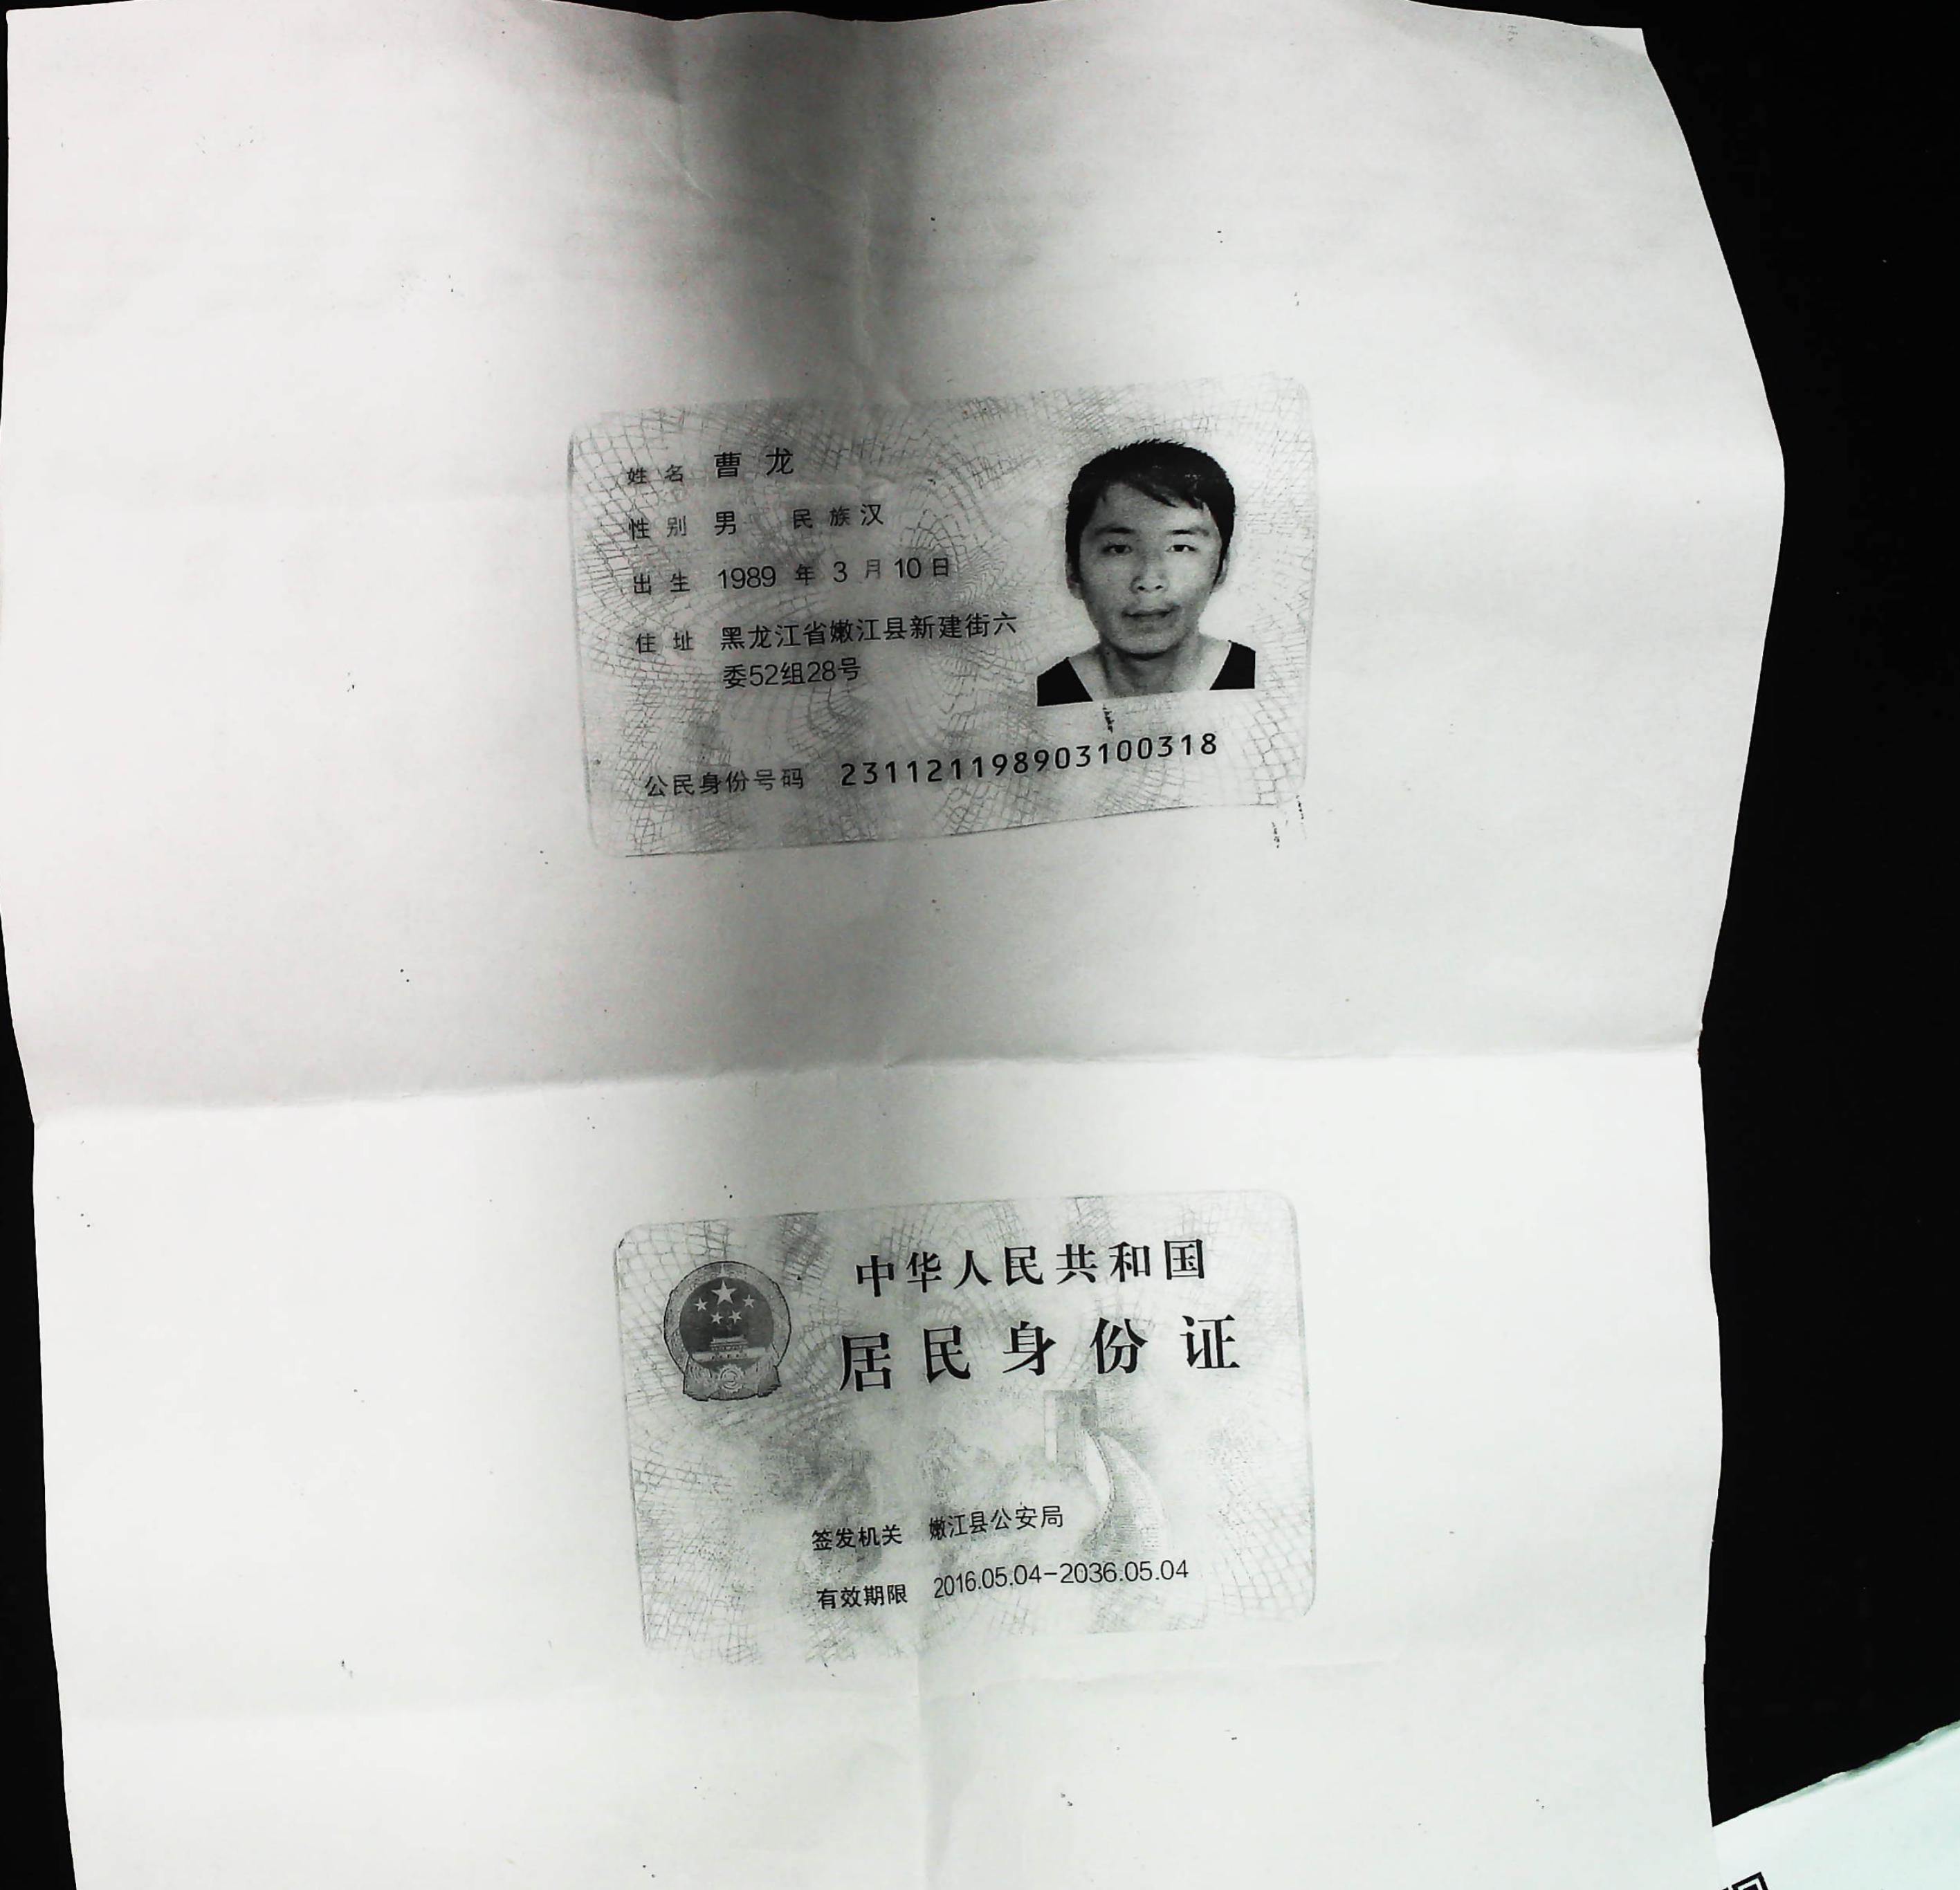 姓名 曹龙
性别 男 民族汉
出生 1989 年 3 月 10 日
住址 黑龙江省嫩江县新建街六
委52组28号
公民身份号码 231121198903100318
中华人民共和国
居民身份证
签发机关 嫩江县公安局
有效期限 2016.05.04-2036.05.04